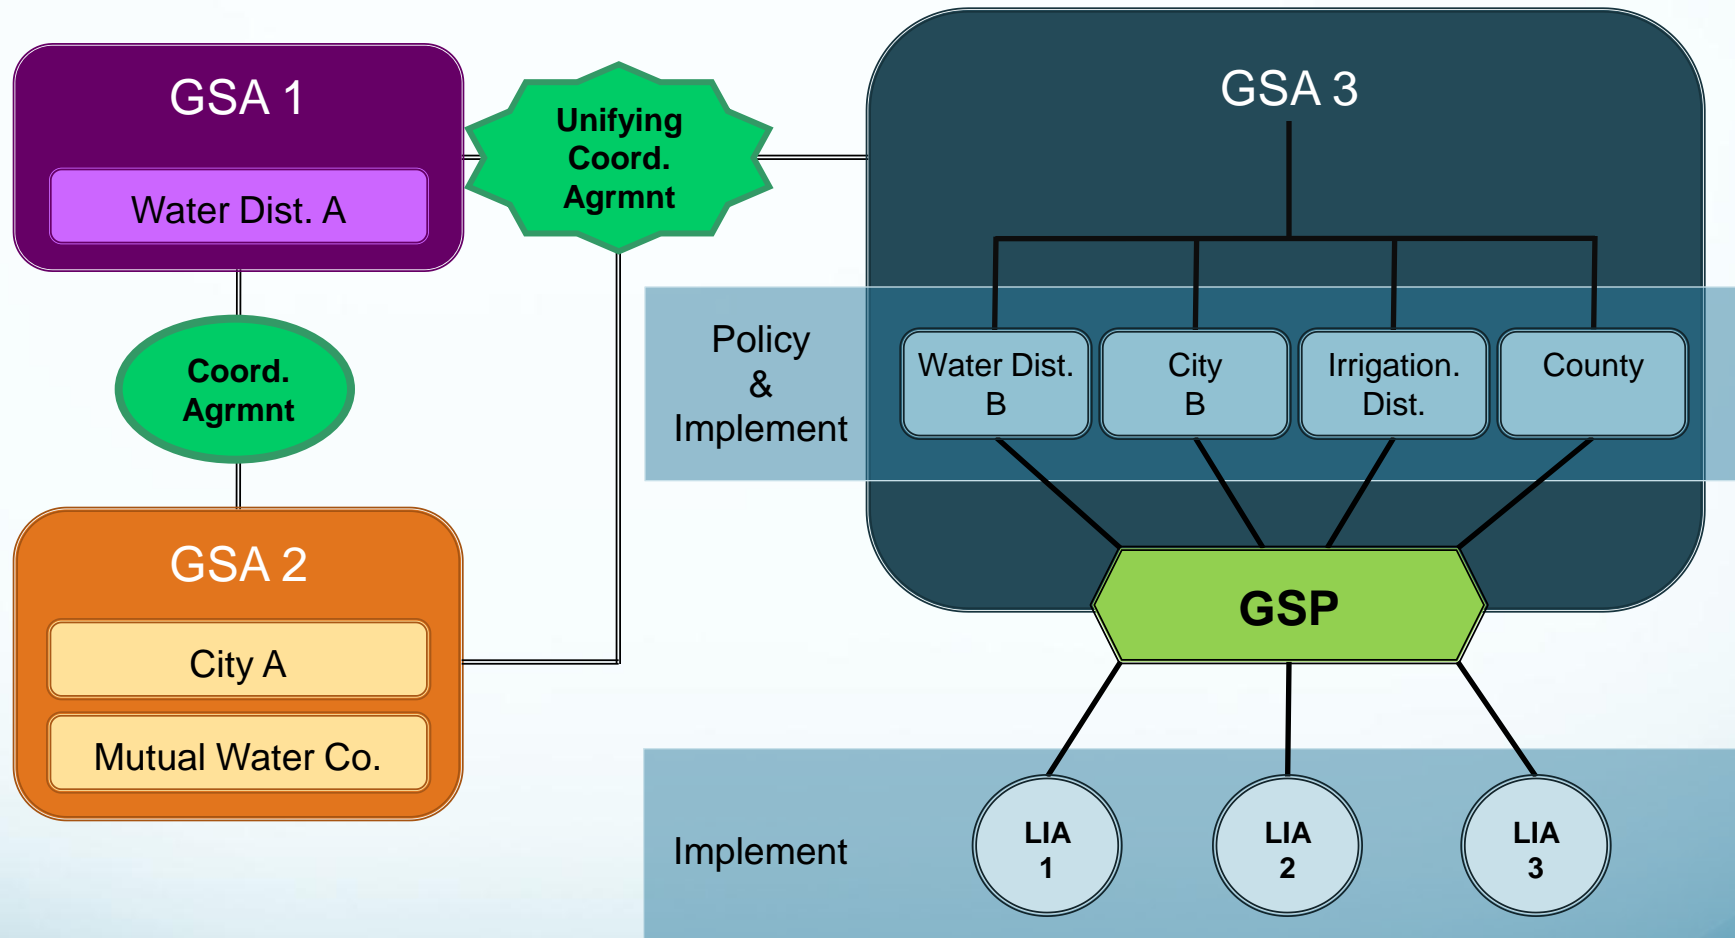 GSA 1
Water Dist. A
Coord.
Agrmnt
GSA 2
City A
Mutual Water Co.
Unifying
Coord.
Agrmnt
GSA 3
Policy
&
Implement
Water Dist.
B
City
B
Irrigation.
Dist.
County
GSP
Implement
LIA
1
LIA
2
LIA
3